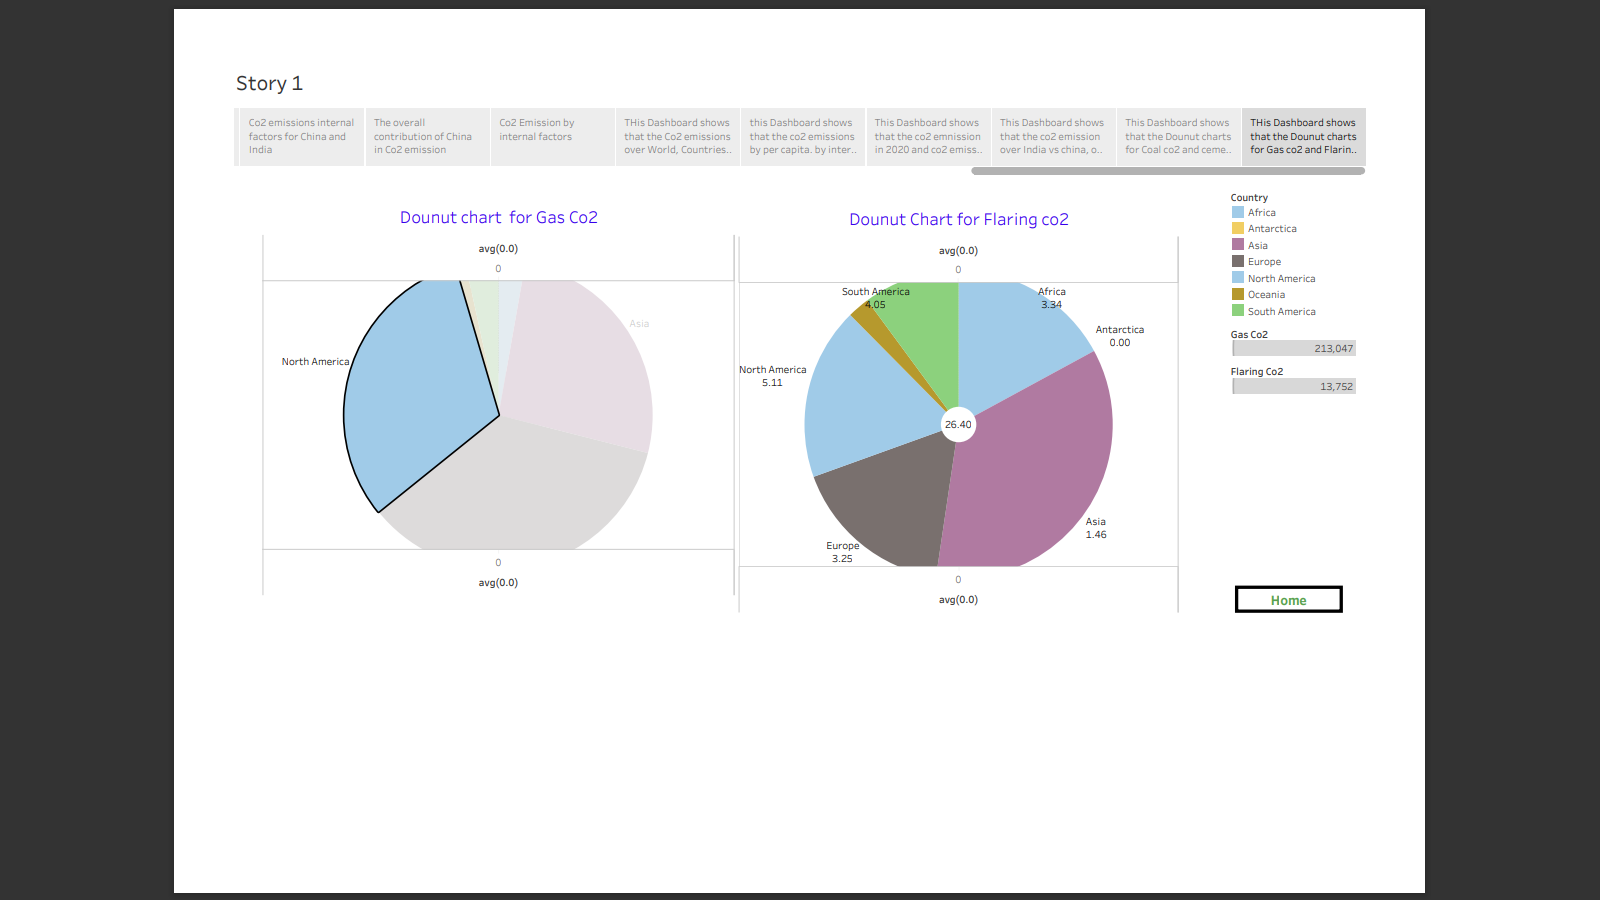 Story 1
Co2 emissions internal
factors for China and
India
The overall
contribution of China
in Co2 emission
Co2 Emission by
internal factors
THis Dashboard shows
that the Co2 emissions
over World, Countries..
this Dashboard shows
that the co2 emissions
by per capita. by inter..
This Dashboard shows
that the co2 emnission
in 2020 and co2 emiss..
This Dashboard shows
that the co2 emission
over India vs china, o..
This Dashboard shows
that the Dounut charts
for Coal co2 and ceme..
THis Dashboard shows
that the Dounut charts
for Gas co2 and Flarin..
Dounut chart  for Gas Co2
avg(0.0)
0
Asia
North America
0
avg(0.0)
Dounut Chart for Flaring co2
avg(0.0)
0
South America
4.05
Africa
3.34
Antarctica
0.00
North America
5.11
26.40
Asia
1.46
Europe
3.25
0
avg(0.0)
Country
Africa
Antarctica
Asia
Europe
North America
Oceania
South America
Gas Co2
213,047
Flaring Co2
13,752
Home